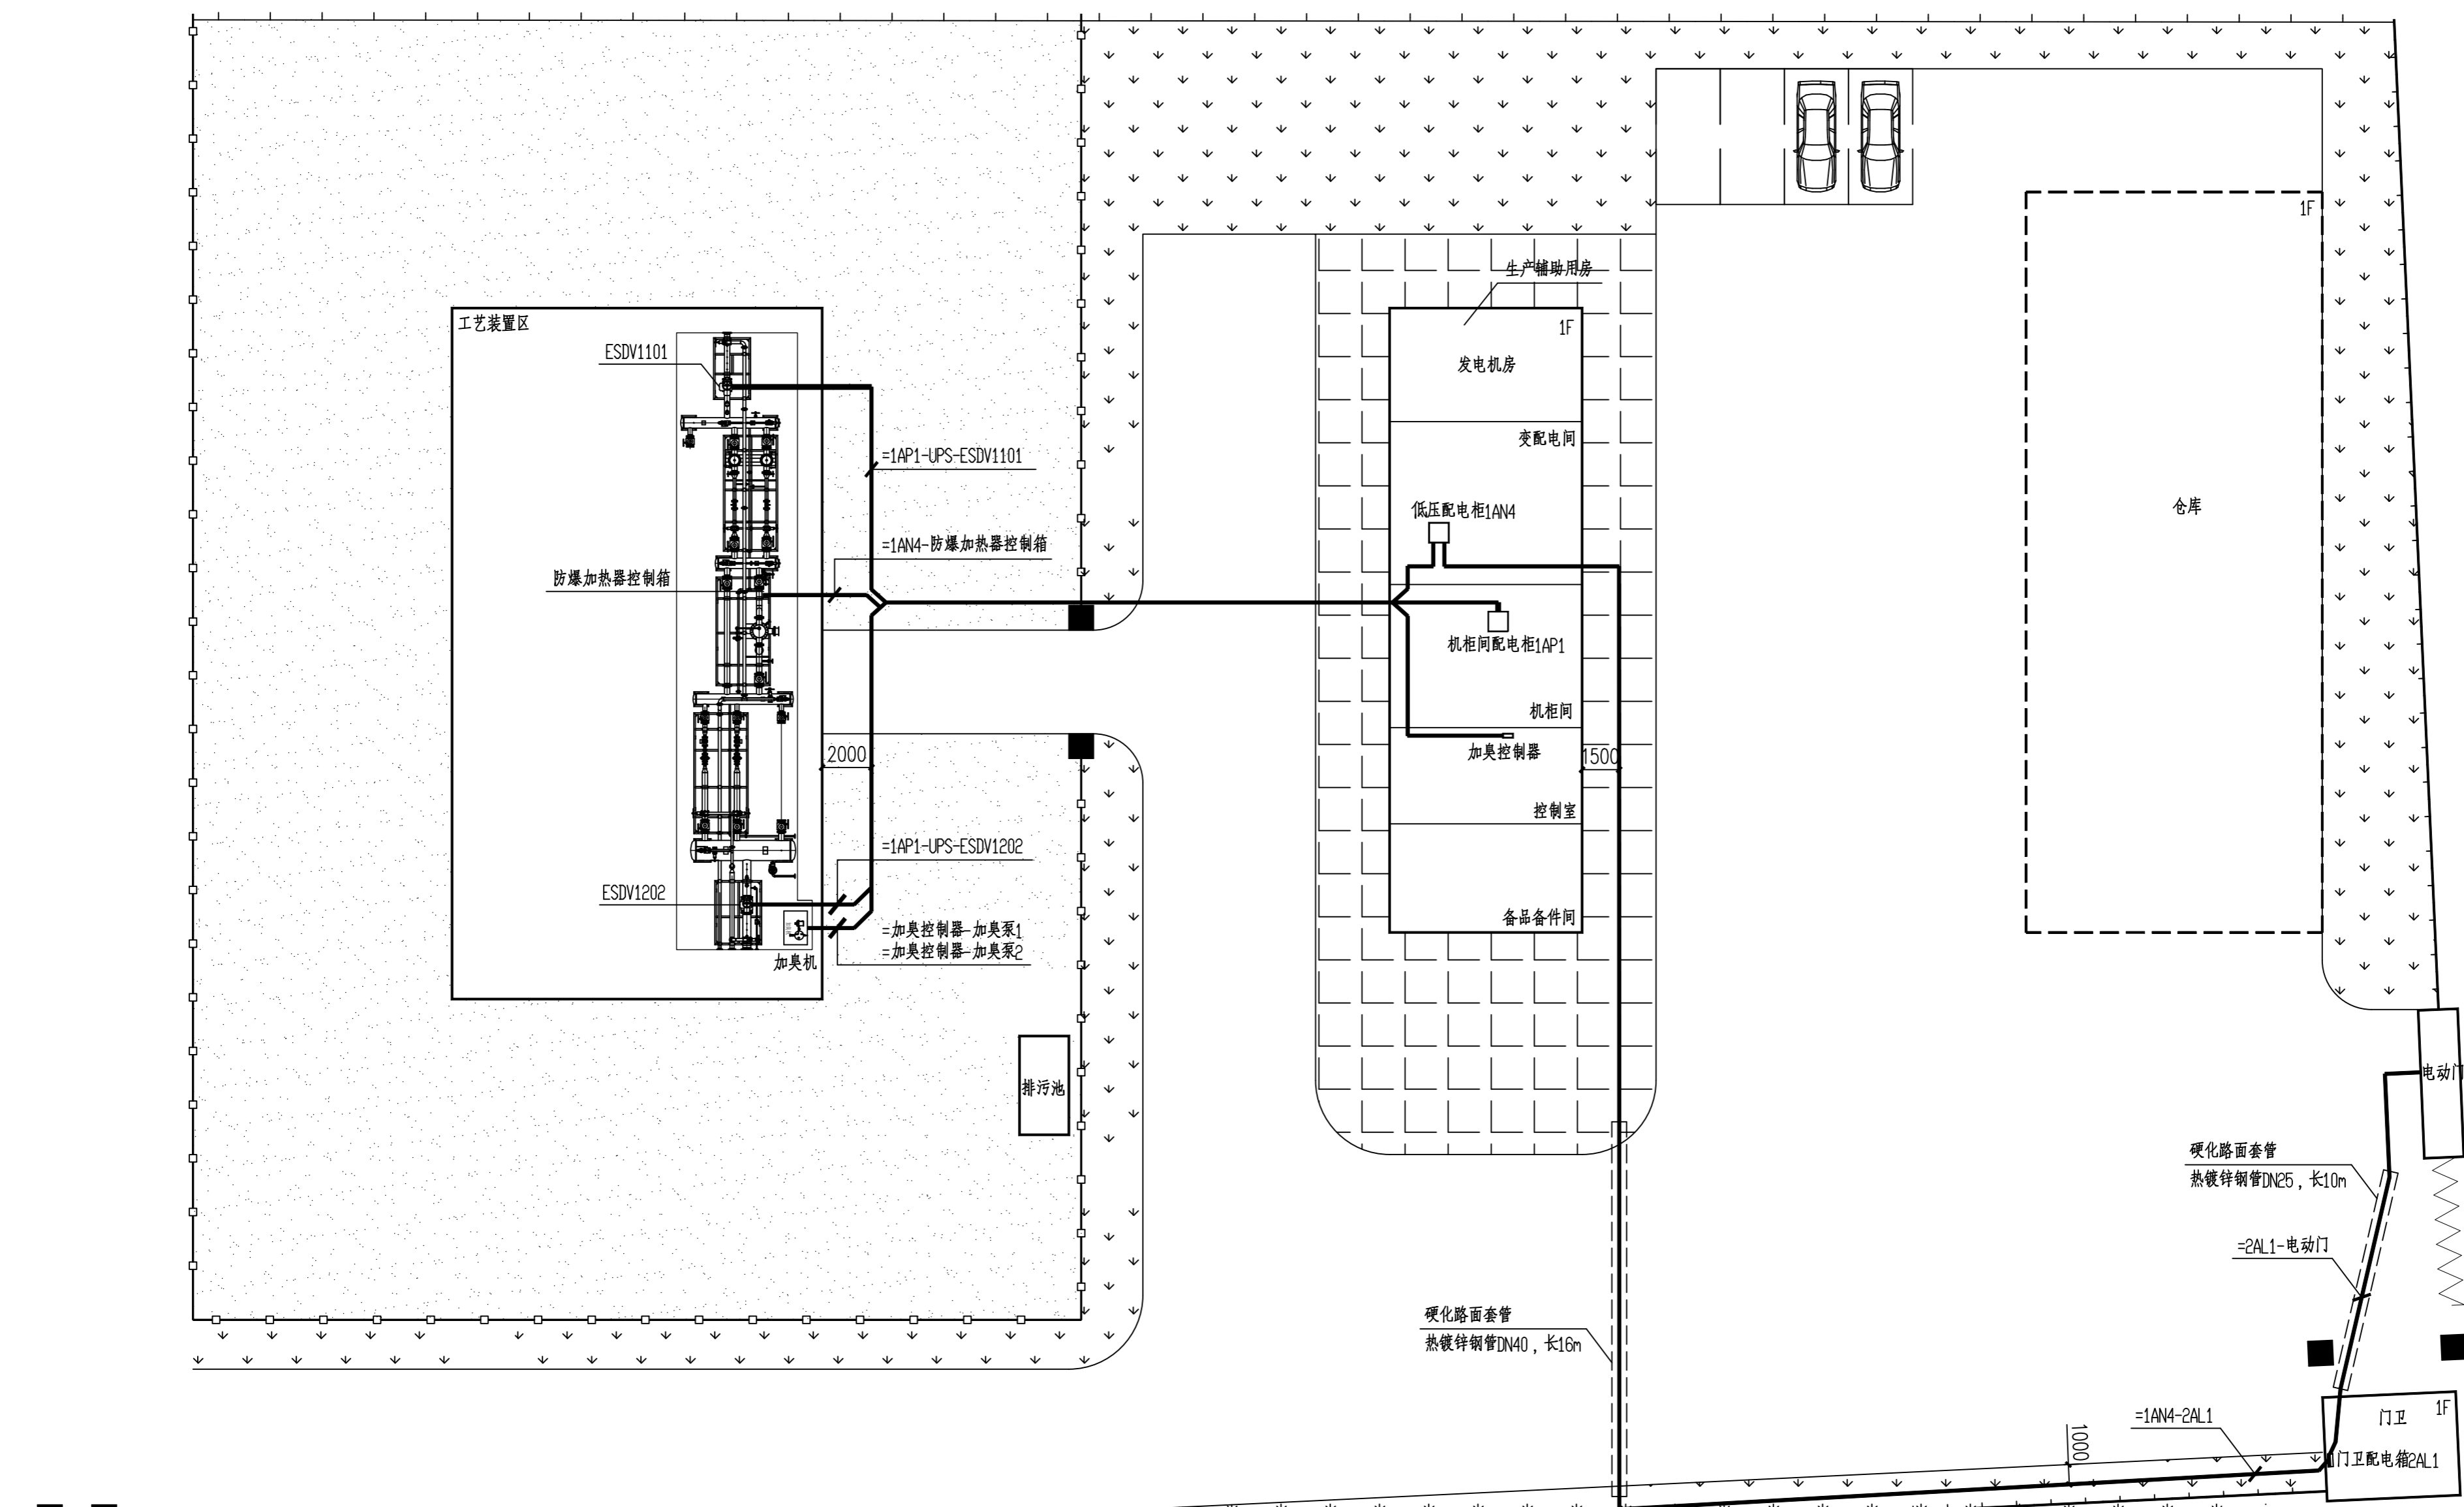 1F
生产辅助用房
工艺装置区
1F
ESDV1101
发电机房
变配电间
=1AP1-UPS-ESDV1101
低压配电柜1AN4
仓库
=1AN4-防爆加热器控制箱
防爆加热器控制箱
机柜间配电柜1AP1
机柜间
加臭控制器
2000
1500
控制室
=1AP1-UPS-ESDV1202
ESDV1202
备品备件间
=加臭控制器-加臭泵1
=加臭控制器-加臭泵2
加臭机
电动门
排污池
硬化路面套管
热镀锌钢管DN25，长10m
=2AL1-电动门
硬化路面套管
热镀锌钢管DN40，长16m
1F
=1AN4-2AL1
门卫
1000
门卫配电箱2AL1